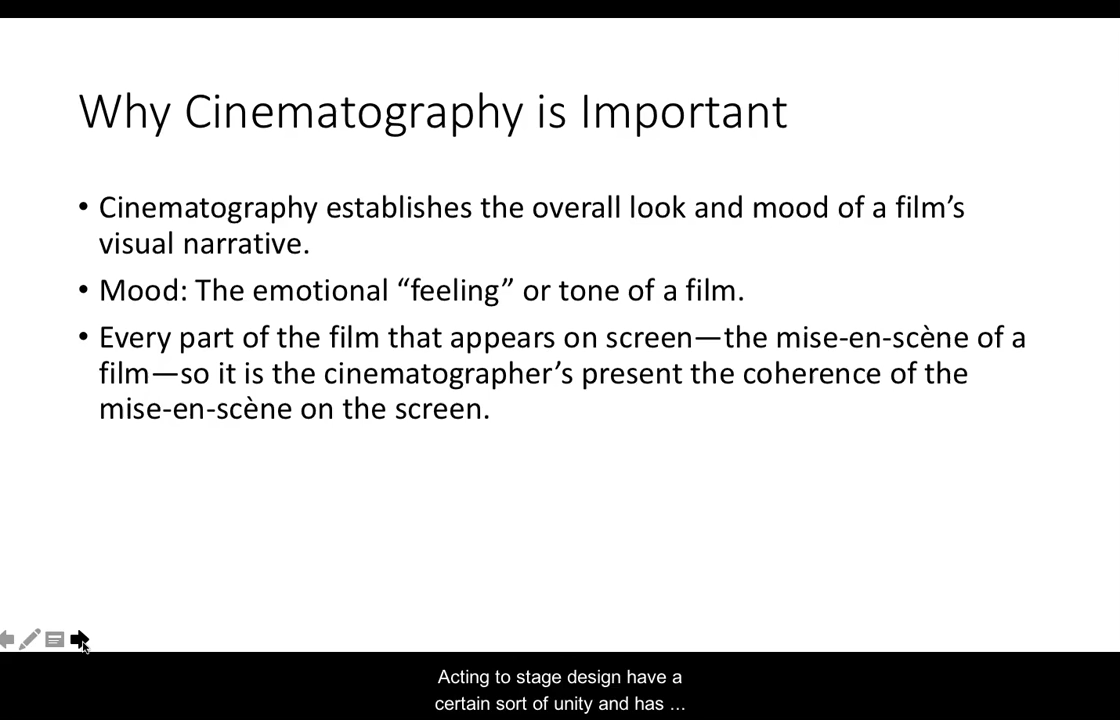 Why Cinematography is Important
• Cinematography establishes the overall look and mood of a film’s
visual narrative.
• Mood: The emotional “feeling” or tone of a film.
• Every part of the film that appears on screen—the mise-en-scène of a
film—so it is the cinematographer’s present the coherence of the
mise-en-scène on the screen.
Acting to stage design have a
certain sort of unity and has ...